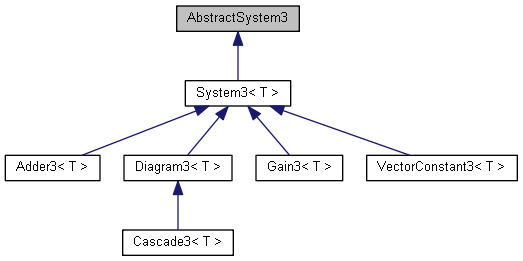 AbstractSystem3
System3< T >
Adder3< T >
Diagram3< T >
Gain3< T >
VectorConstant3< T >
Cascade3< T >